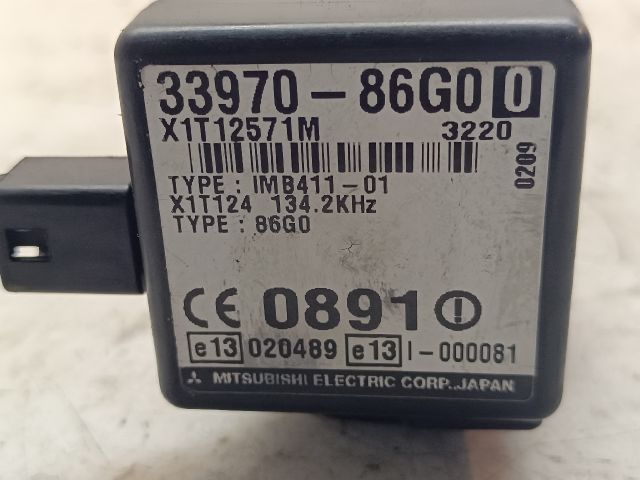 33970-86G0 0
X1T12571M 3220
0209
TYPE : IMB411-01
X1T124 134.2KHz
TYPE : 86G0
CE 0891
e13 020489 e13 I-000081
MITSUBISHI ELECTRIC CORP.,JAPAN